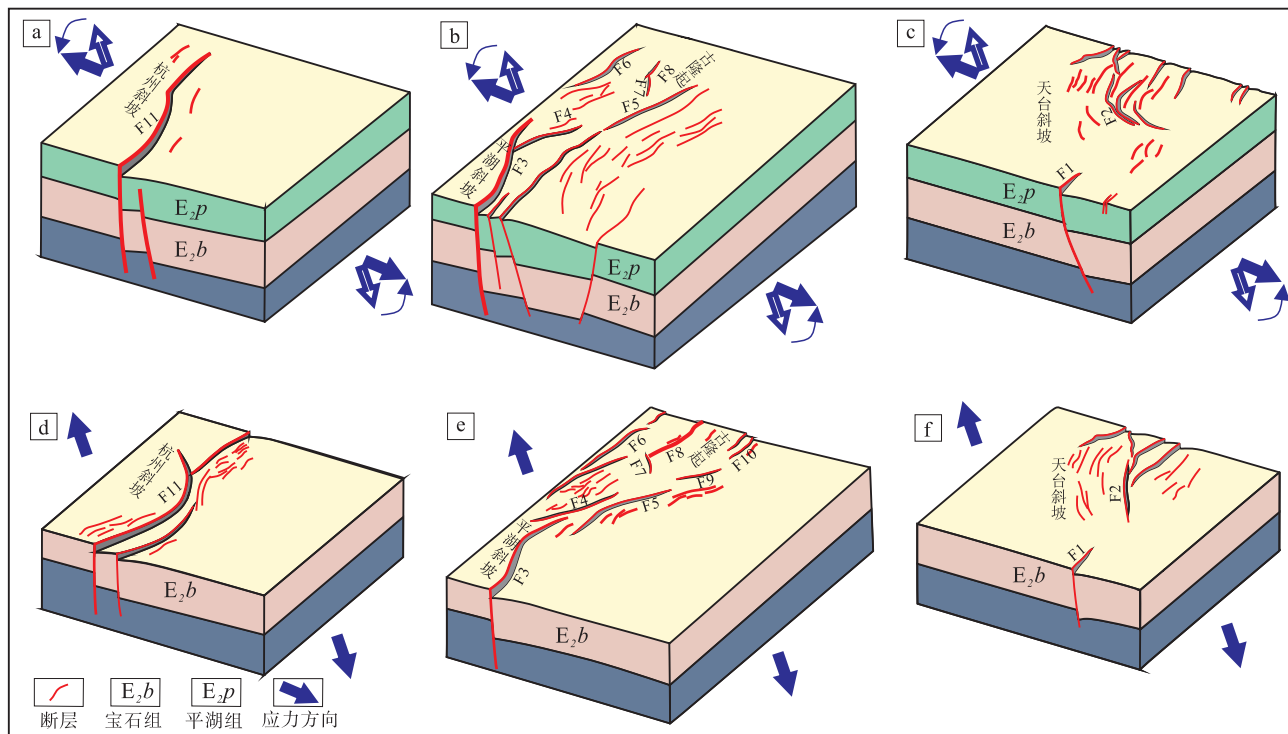 a
杭州斜坡
F11
E₂p
E₂b
b
F6
古隆起
F8
F7
F5
F4
平湖斜坡
F3
E₂p
E₂b
c
天台斜坡
F2
F1
E₂p
E₂b
d
杭州斜坡
F11
E₂b
e
F6
古隆起
F8
F10
F7
F9
F4
F5
平湖斜坡
F3
E₂b
f
天台斜坡
F2
F1
E₂b
E₂b
E₂p
断层
宝石组
平湖组
应力方向